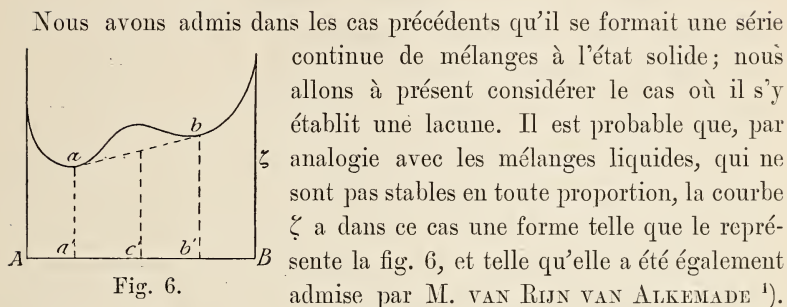 Nous avons admis dans les cas précédents qu'il se formait une série
continue de mélanges à l'état solide; nous
allons à présent considérer le cas où il s'y
établit une lacune. Il est probable que, par
analogie avec les mélanges liquides, qui ne
sont pas stables en toute proportion, la courbe
ζ a dans ce cas une forme telle que le repré-
sente la fig. 6, et telle qu'elle a été également
admise par M. VAN RIJN VAN ALKEMADE ¹).
a
b
ζ
A a' c' b' B
Fig. 6.